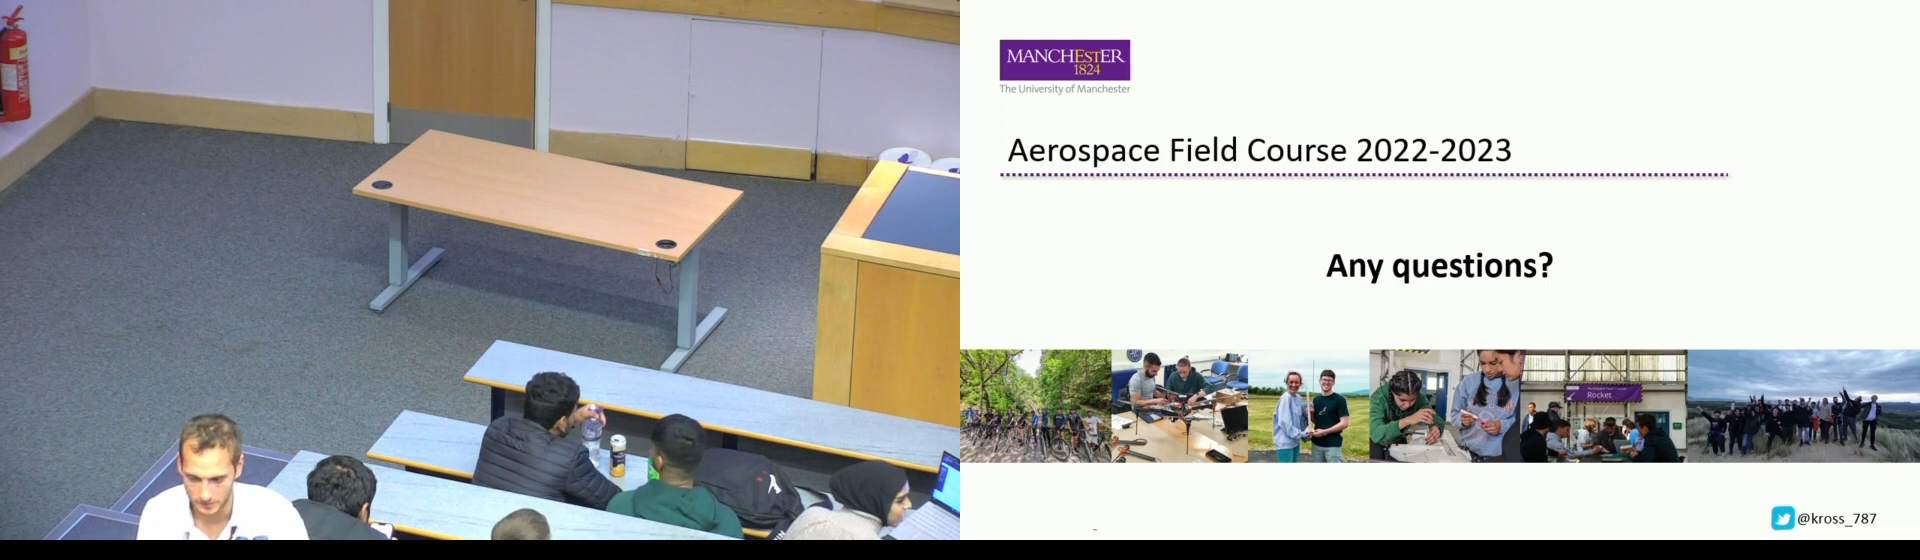 MANCHESTER
1824
The University of Manchester
Aerospace Field Course 2022-2023
Any questions?
Rocket
@kross_787